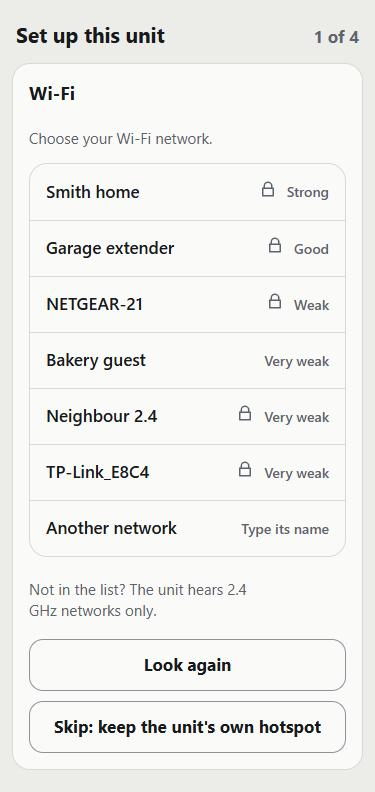 Set up this unit 1 of 4
Wi-Fi
Choose your Wi-Fi network.
Smith home Strong
Garage extender Good
NETGEAR-21 Weak
Bakery guest Very weak
Neighbour 2.4 Very weak
TP-Link_E8C4 Very weak
Another network Type its name
Not in the list? The unit hears 2.4
GHz networks only.
Look again
Skip: keep the unit's own hotspot